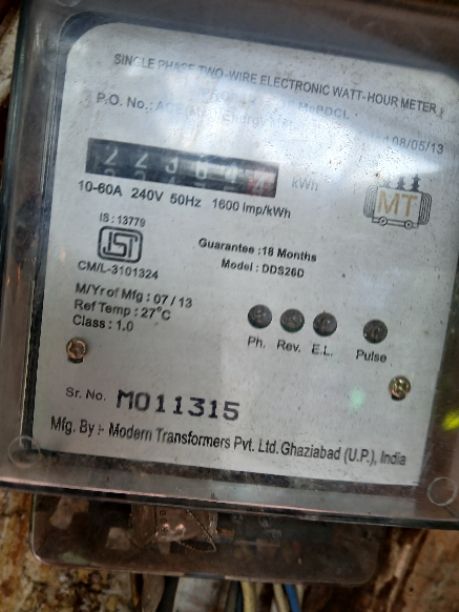 SINGLE PHASE TWO-WIRE ELECTRONIC WATT-HOUR METER
P.O. No.: MePDCL
08/05/13
kWh
10-60A 240V 50Hz 1600 Imp/kWh
MT
IS : 13779
ISI
CM/L-3101324
Guarantee :18 Months
Model : DDS26D
M/Yr of Mfg : 07 / 13
Ref Temp : 27°C
Class : 1.0
Ph. Rev. E.L. Pulse
Sr. No. M011315
Mfg. By :- Modern Transformers Pvt. Ltd. Ghaziabad (U.P.), India